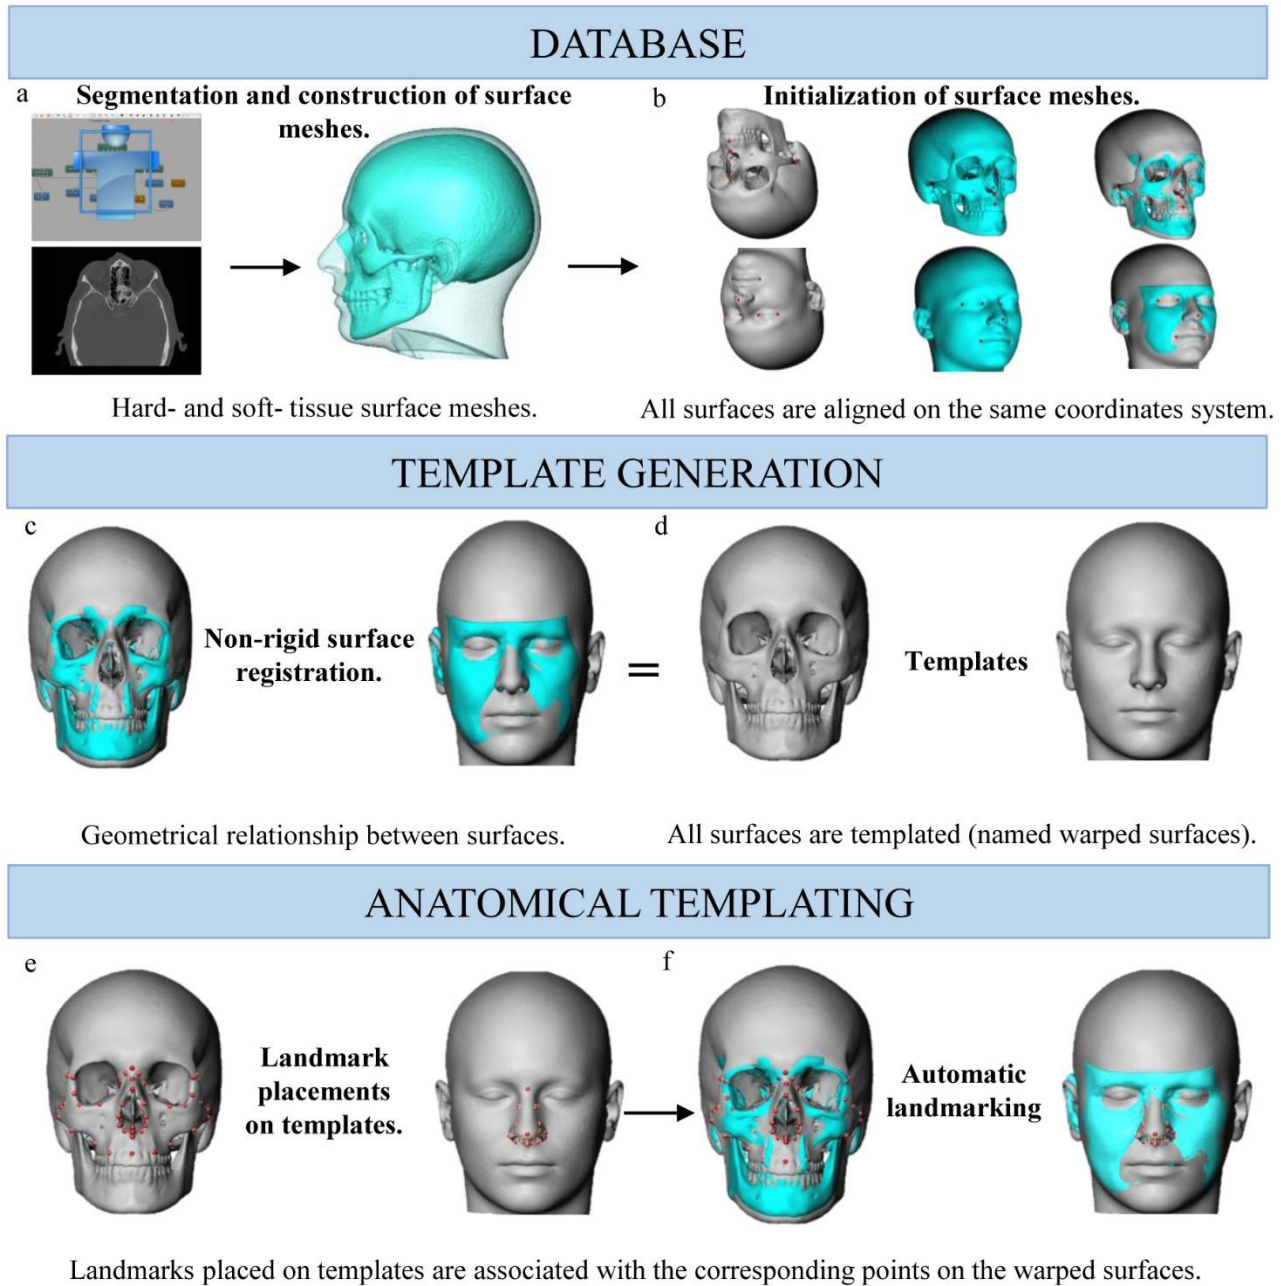 DATABASE
a
Segmentation and construction of surface
meshes.
b
Initialization of surface meshes.
Hard- and soft- tissue surface meshes.
All surfaces are aligned on the same coordinates system.
TEMPLATE GENERATION
c
Non-rigid surface
registration.
=
d
Templates
Geometrical relationship between surfaces.
All surfaces are templated (named warped surfaces).
ANATOMICAL TEMPLATING
e
Landmark
placements
on templates.
f
Automatic
landmarking
Landmarks placed on templates are associated with the corresponding points on the warped surfaces.